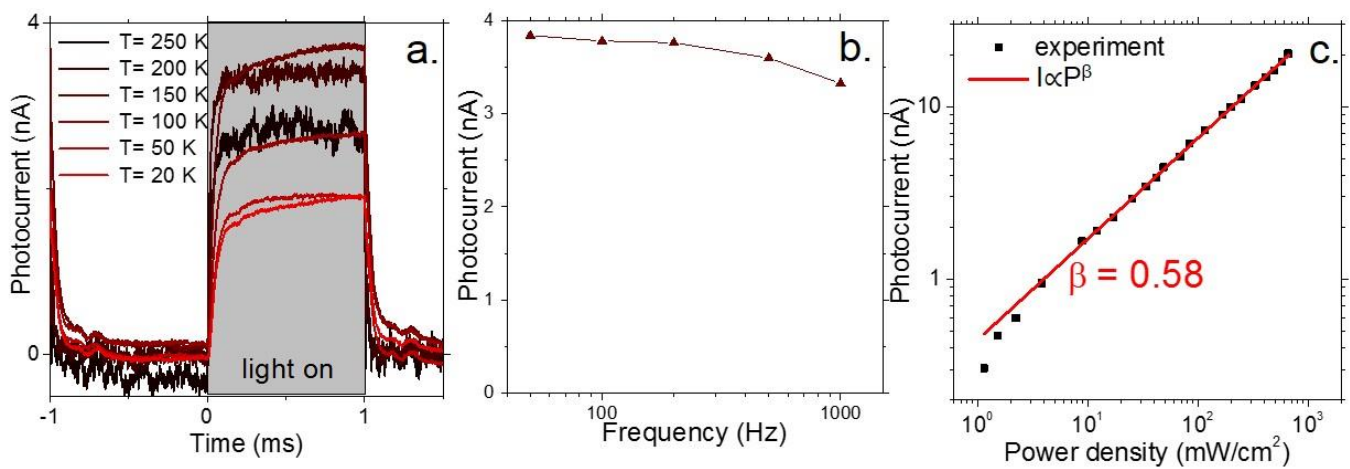 a.
4
0
T= 250 K
T= 200 K
T= 150 K
T= 100 K
T= 50 K
T= 20 K
light on
-1
0
1
Photocurrent (nA)
Time (ms)
b.
4
3
2
1
0
100
1000
Photocurrent (nA)
Frequency (Hz)
c.
experiment
I∝P^β
β = 0.58
10
1
10^0
10^1
10^2
10^3
Photocurrent (nA)
Power density (mW/cm²)